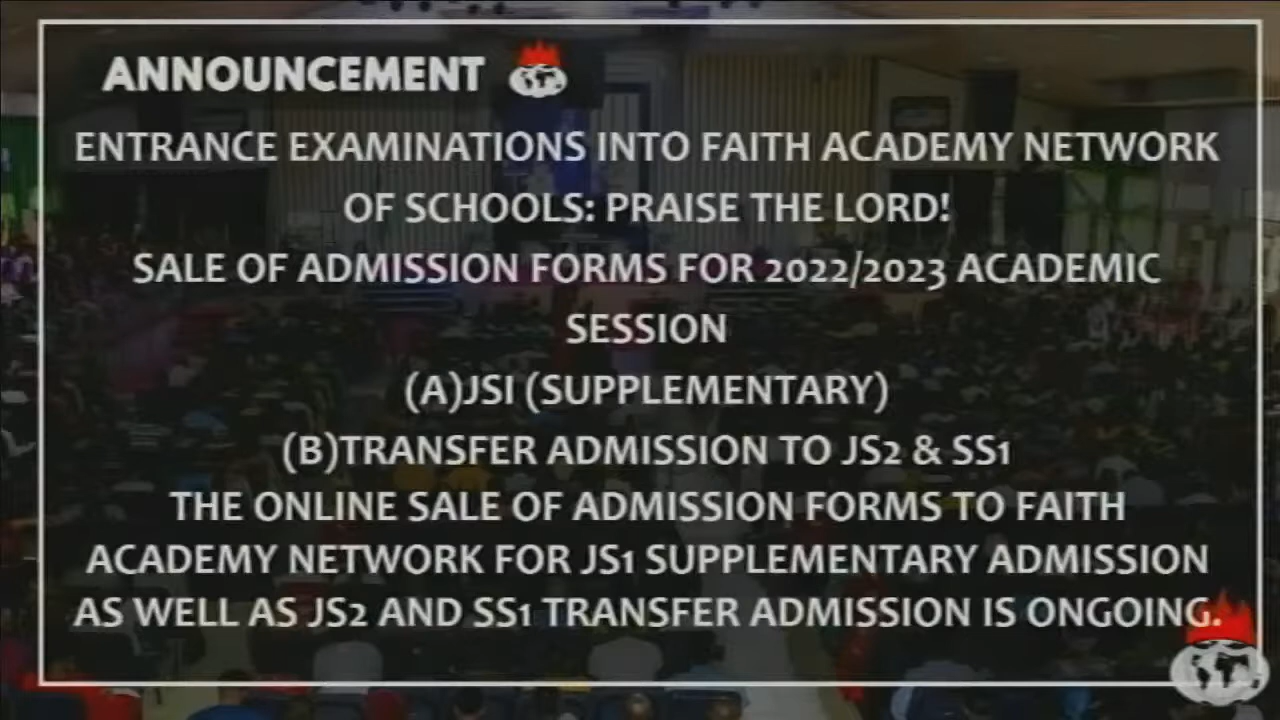 ANNOUNCEMENT
ENTRANCE EXAMINATIONS INTO FAITH ACADEMY NETWORK
OF SCHOOLS: PRAISE THE LORD!
SALE OF ADMISSION FORMS FOR 2022/2023 ACADEMIC
SESSION
(A)JSI (SUPPLEMENTARY)
(B)TRANSFER ADMISSION TO JS2 & SS1
THE ONLINE SALE OF ADMISSION FORMS TO FAITH
ACADEMY NETWORK FOR JS1 SUPPLEMENTARY ADMISSION
AS WELL AS JS2 AND SS1 TRANSFER ADMISSION IS ONGOING.